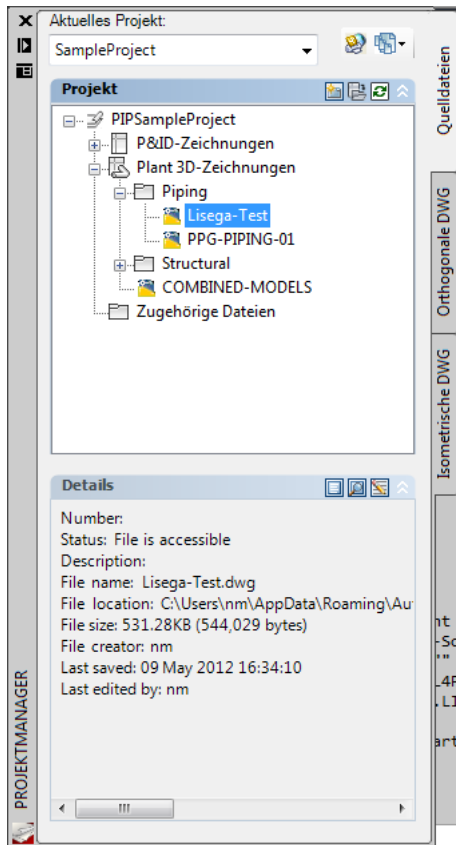 Aktuelles Projekt:
SampleProject
Projekt
PIPSampleProject
P&ID-Zeichnungen
Plant 3D-Zeichnungen
Piping
Lisega-Test
PPG-PIPING-01
Structural
COMBINED-MODELS
Zugehörige Dateien
Details
Number:
Status: File is accessible
Description:
File name: Lisega-Test.dwg
File location: C:\Users\nm\AppData\Roaming\Au
File size: 531.28KB (544,029 bytes)
File creator: nm
Last saved: 09 May 2012 16:34:10
Last edited by: nm
PROJEKTMANAGER
Quelldateien
Orthogonale DWG
Isometrische DWG